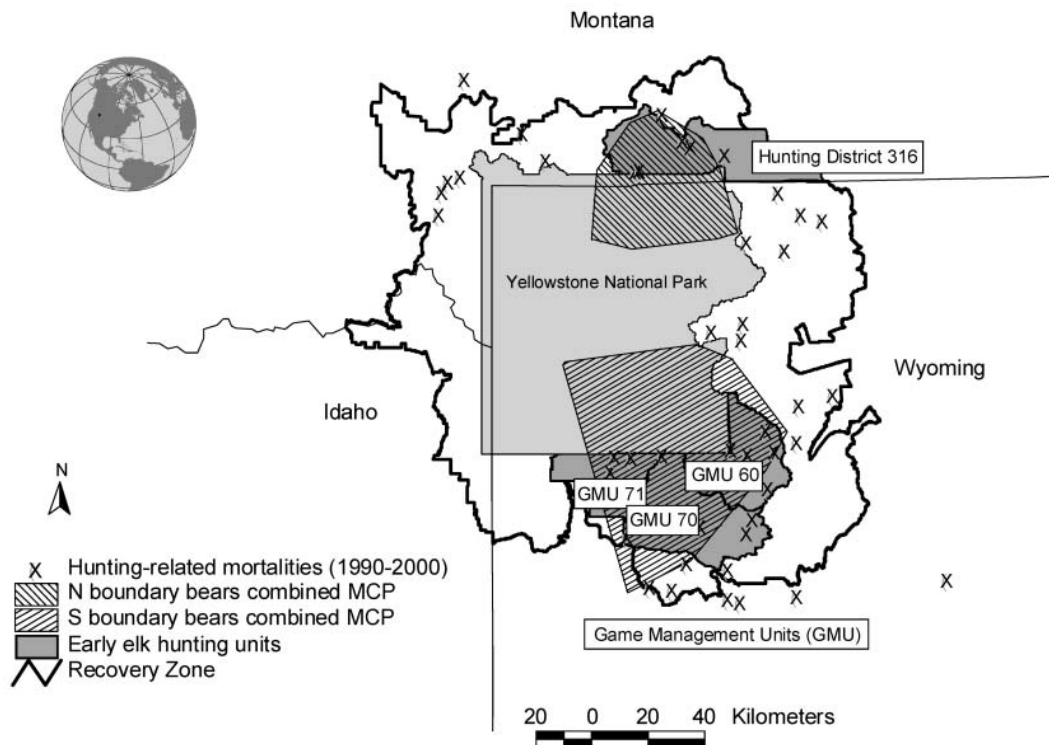 Montana
Hunting District 316
Yellowstone National Park
Wyoming
Idaho
GMU 60
GMU 71
GMU 70
N
X Hunting-related mortalities (1990-2000)
N boundary bears combined MCP
S boundary bears combined MCP
Early elk hunting units
Recovery Zone
Game Management Units (GMU)
20 0 20 40 Kilometers